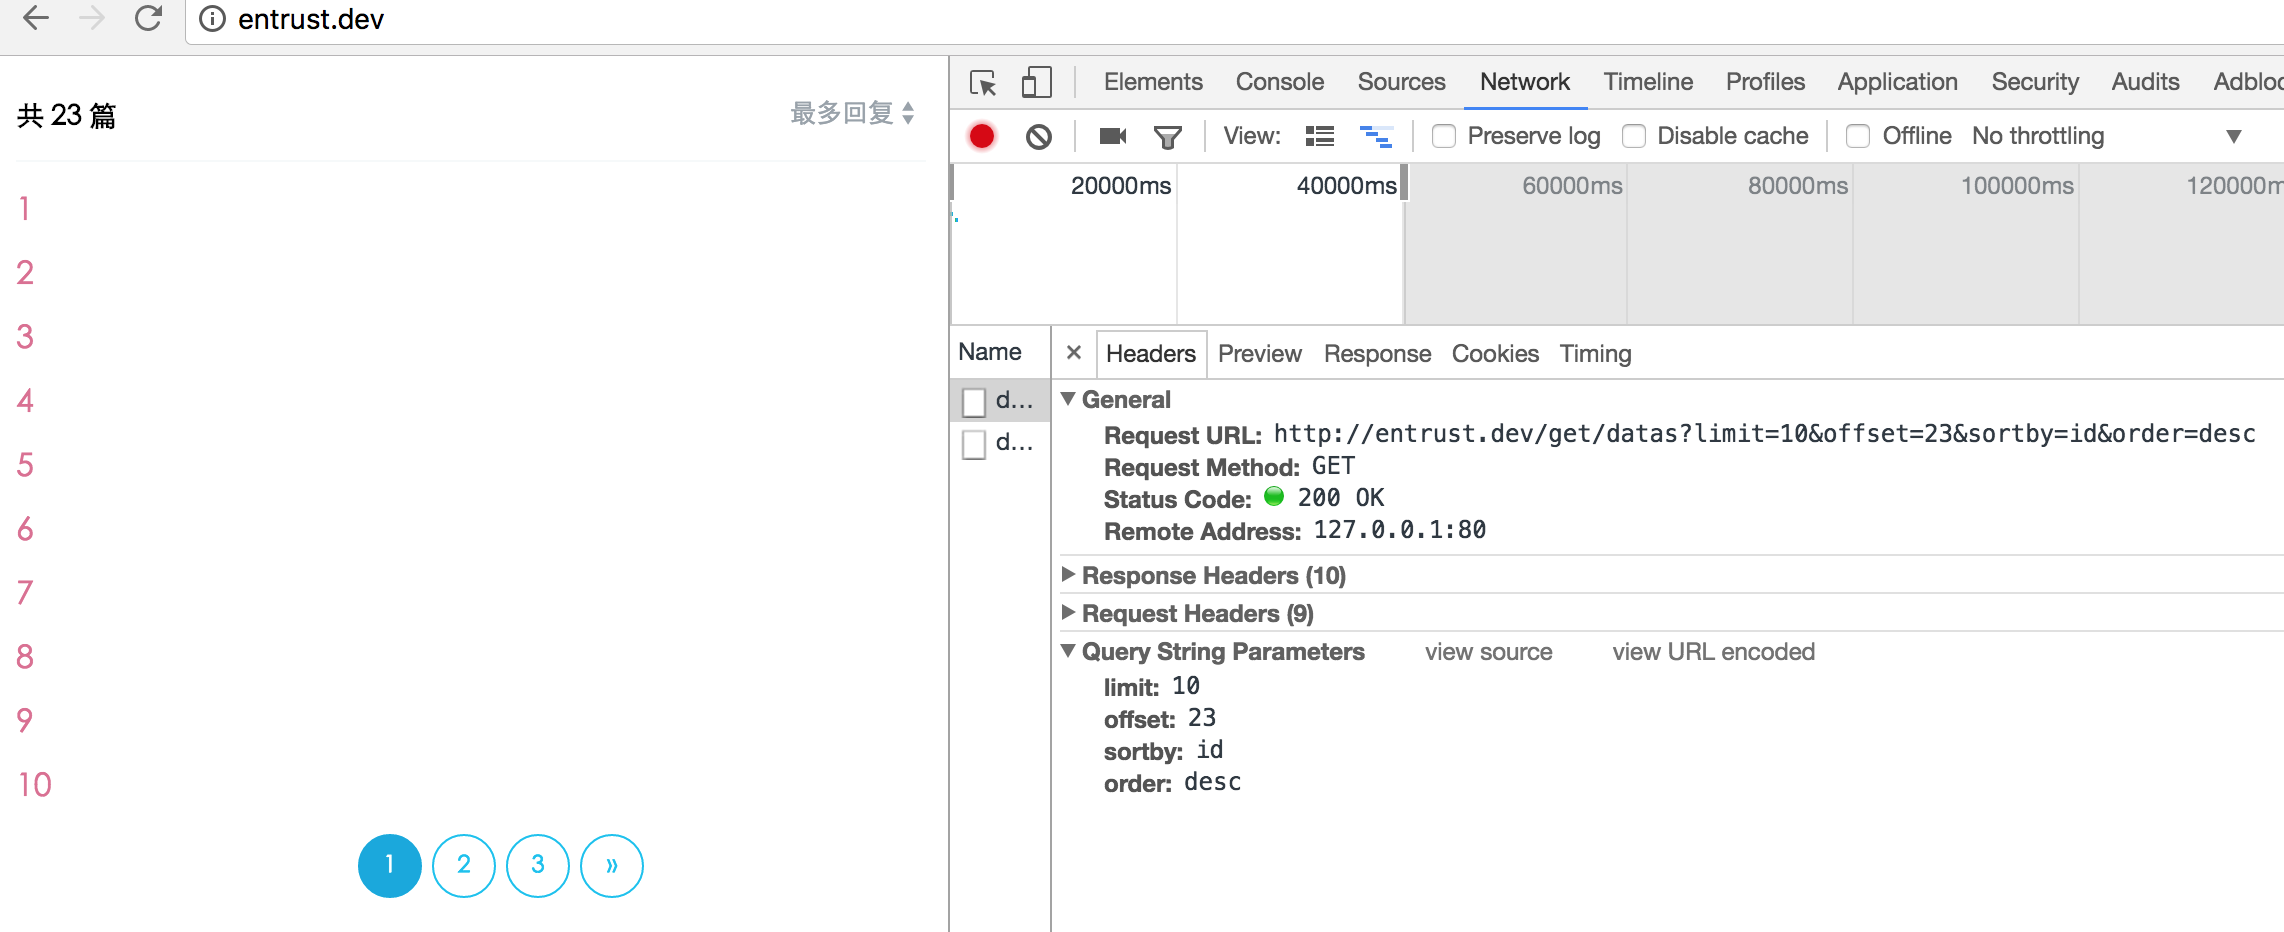 entrust.dev
共 23 篇
最多回复
1
2
3
4
5
6
7
8
9
10
1 2 3 »
Elements Console Sources Network Timeline Profiles Application Security Audits Adbloc
View: Preserve log Disable cache Offline No throttling
20000ms 40000ms 60000ms 80000ms 100000ms 120000m
Name
d...
d...
× Headers Preview Response Cookies Timing
General
Request URL: http://entrust.dev/get/datas?limit=10&offset=23&sortby=id&order=desc
Request Method: GET
Status Code: 200 OK
Remote Address: 127.0.0.1:80
Response Headers (10)
Request Headers (9)
Query String Parameters view source view URL encoded
limit: 10
offset: 23
sortby: id
order: desc